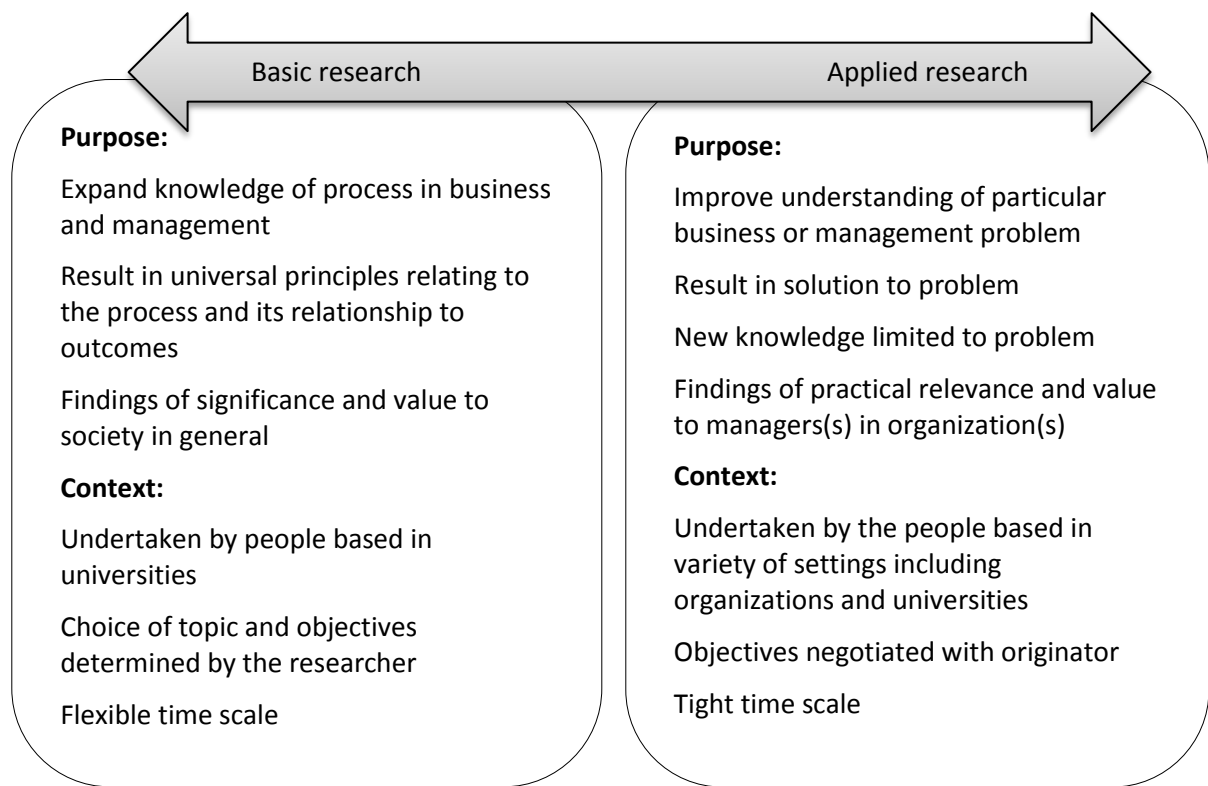 Basic research
Applied research
Purpose:
Expand knowledge of process in business
and management
Result in universal principles relating to
the process and its relationship to
outcomes
Findings of significance and value to
society in general
Context:
Undertaken by people based in
universities
Choice of topic and objectives
determined by the researcher
Flexible time scale
Purpose:
Improve understanding of particular
business or management problem
Result in solution to problem
New knowledge limited to problem
Findings of practical relevance and value
to managers(s) in organization(s)
Context:
Undertaken by the people based in
variety of settings including
organizations and universities
Objectives negotiated with originator
Tight time scale